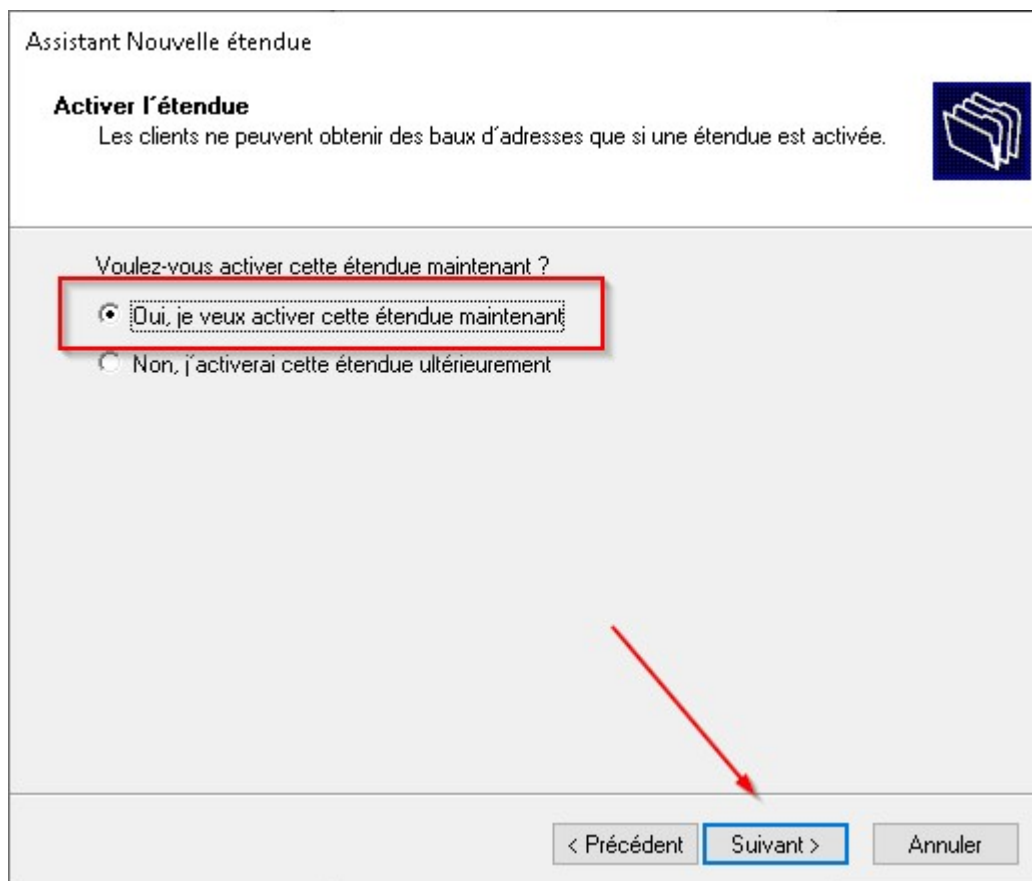 Assistant Nouvelle étendue
Activer l´étendue
Les clients ne peuvent obtenir des baux d´adresses que si une étendue est activée.
Voulez-vous activer cette étendue maintenant ?
Oui, je veux activer cette étendue maintenant
Non, j´activerai cette étendue ultérieurement
< Précédent Suivant > Annuler